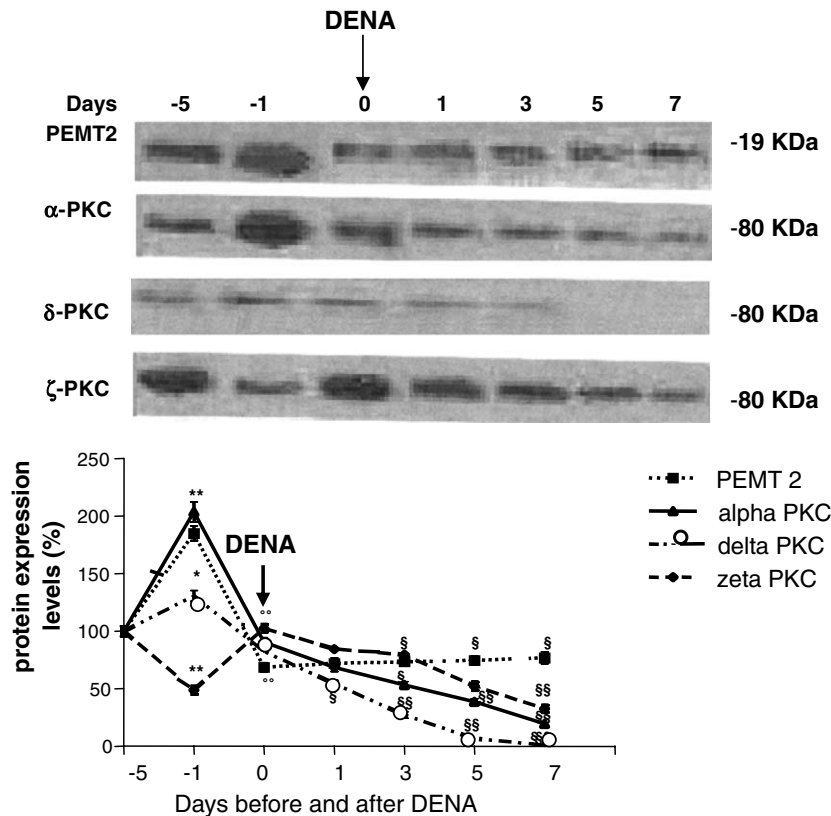 DENA
Days -5 -1 0 1 3 5 7
PEMT2 -19 KDa
α-PKC -80 KDa
δ-PKC -80 KDa
ζ-PKC -80 KDa
protein expression
levels (%)
250
200
150
100
50
0
**
*
**
DENA
°°
°°
§
§
§ § §
§ §§ §§ §§
§§ §§
§§
-5 -1 0 1 3 5 7
Days before and after DENA
PEMT 2
alpha PKC
delta PKC
zeta PKC